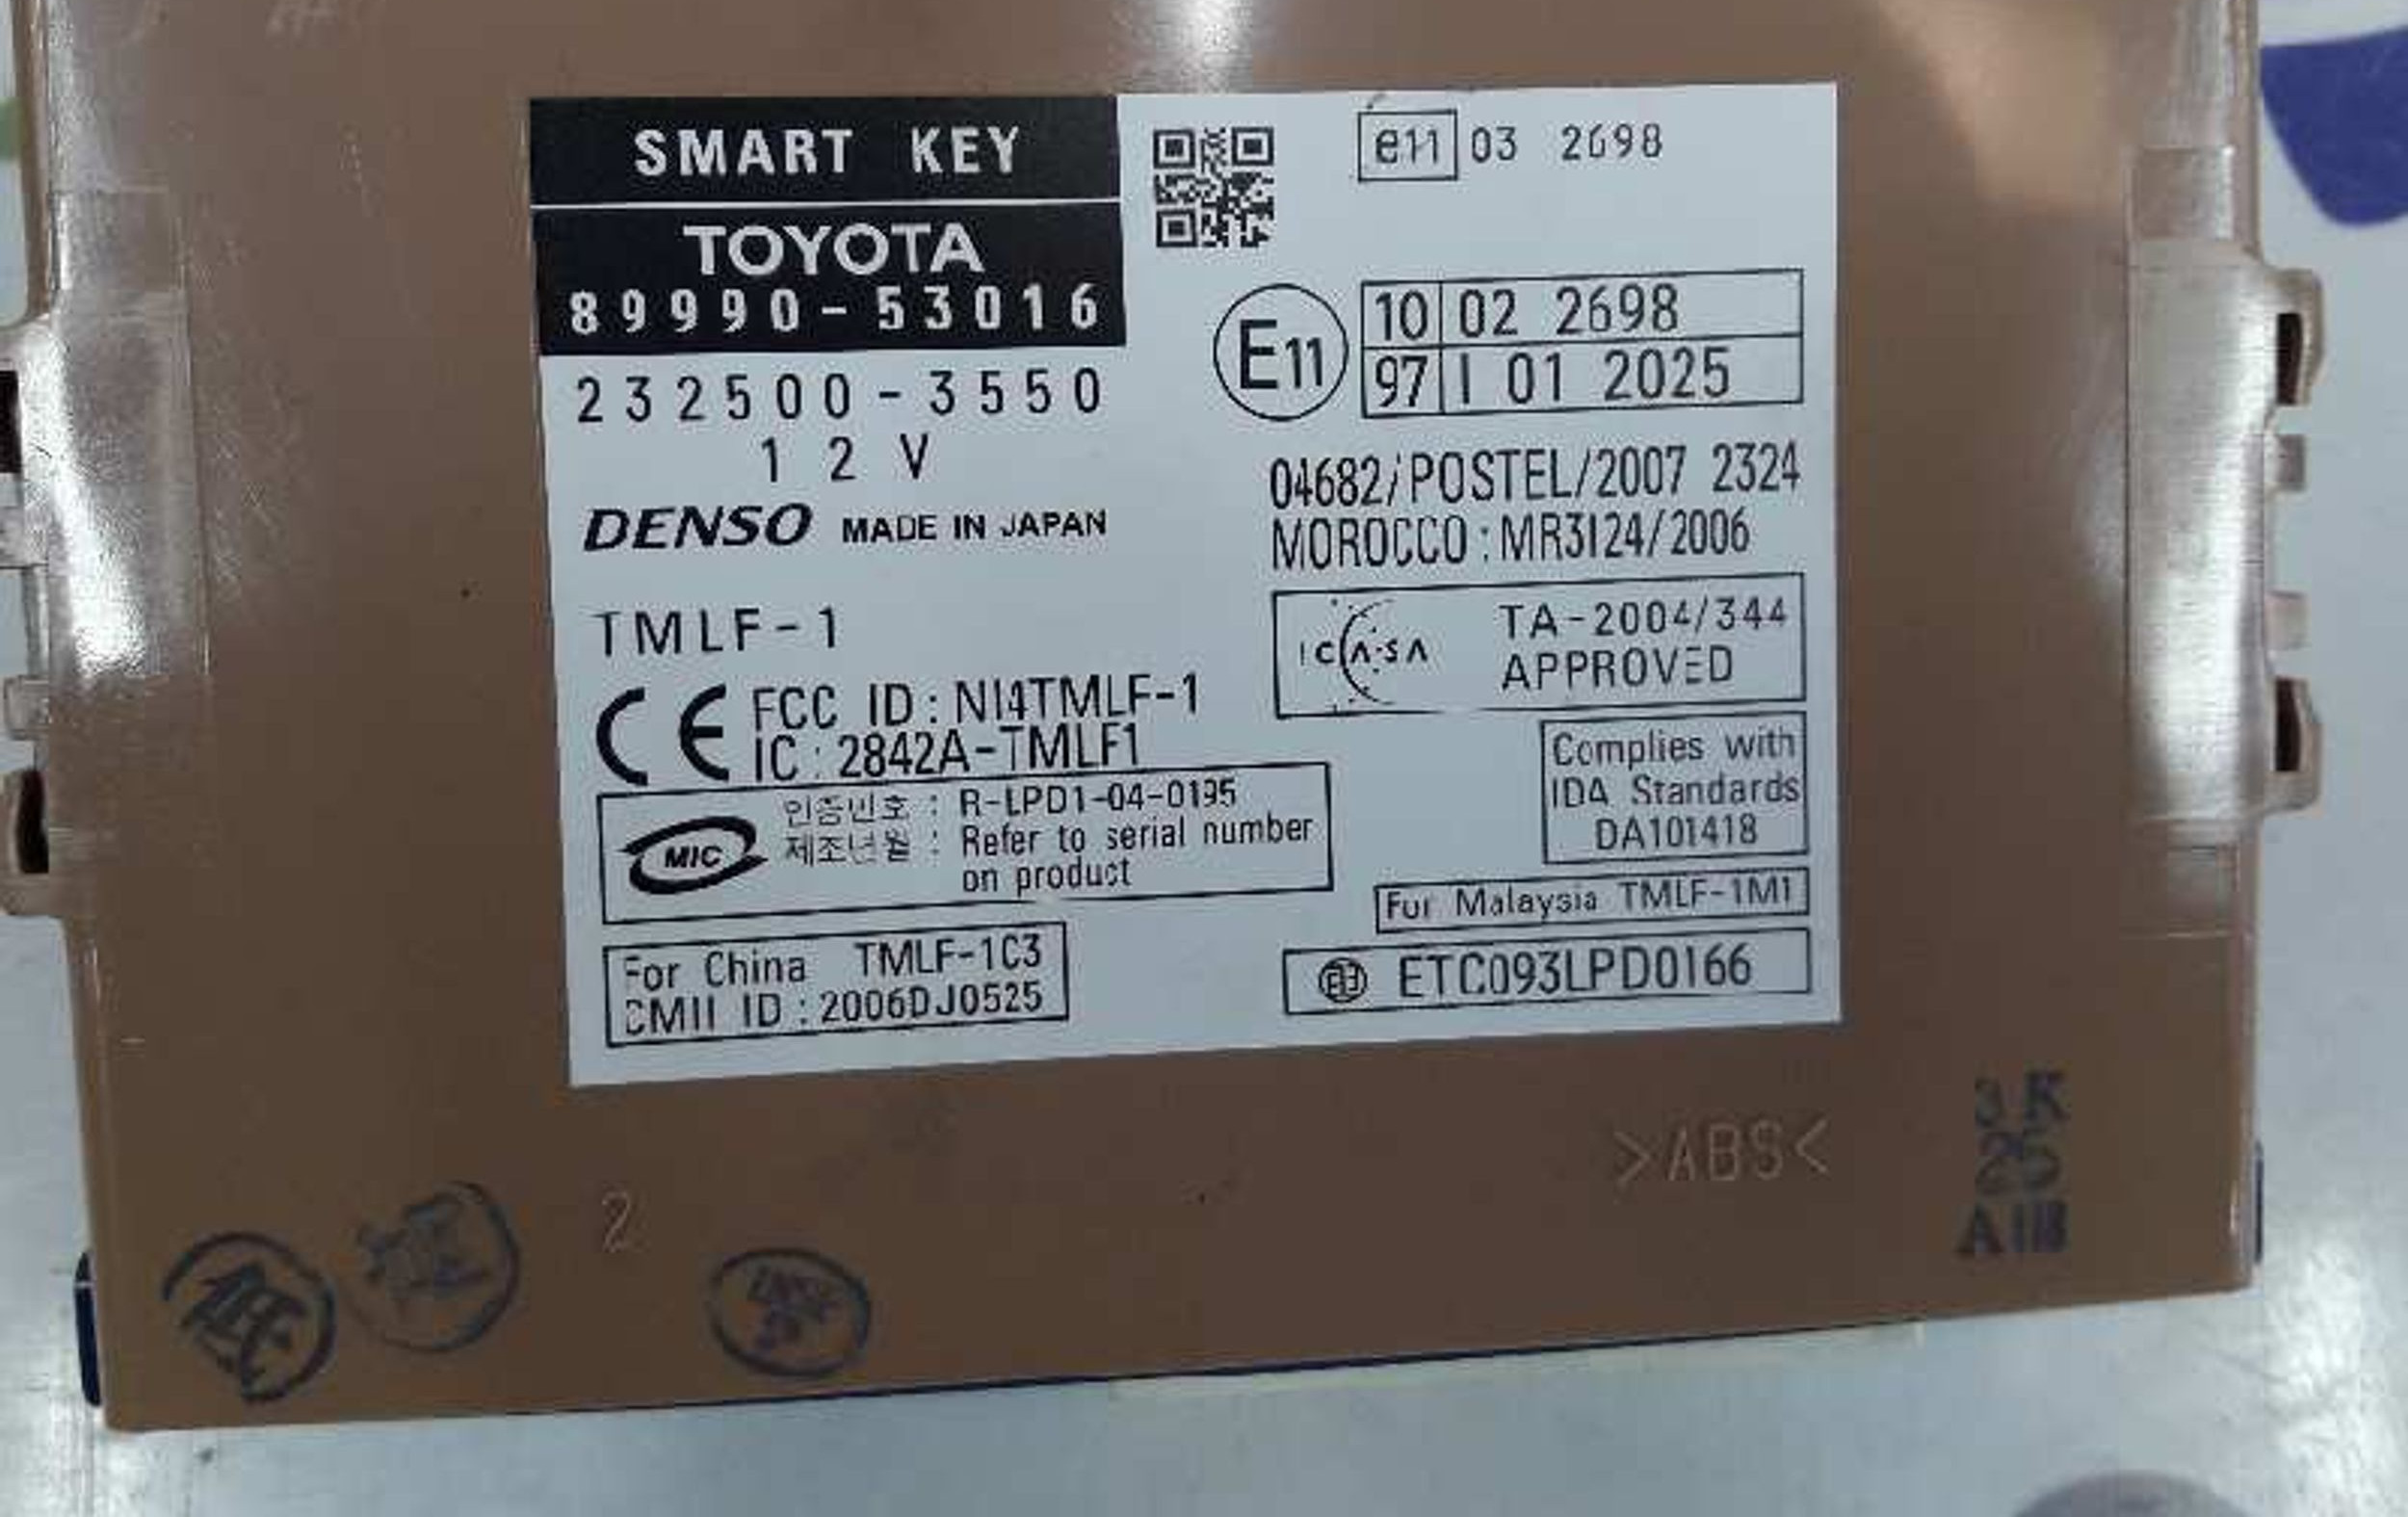 SMART KEY
TOYOTA
89990-53016
232500-3550
12V
DENSO MADE IN JAPAN
TMLF-1
CE FCC ID : NI4TMLF-1
IC : 2842A-TMLF1
MIC 인증번호 : R-LPD1-04-0195
제조년월 : Refer to serial number
on product
For China TMLF-1C3
CMII ID : 2006DJ0525
e11 03 2698
E11
10 02 2698
97 I 01 2025
04682/POSTEL/2007 2324
MOROCCO : MR3124/2006
ICASA TA-2004/344
APPROVED
Complies with
IDA Standards
DA101418
For Malaysia TMLF-1M1
ETC093LPD0166
>ABS<
2
低